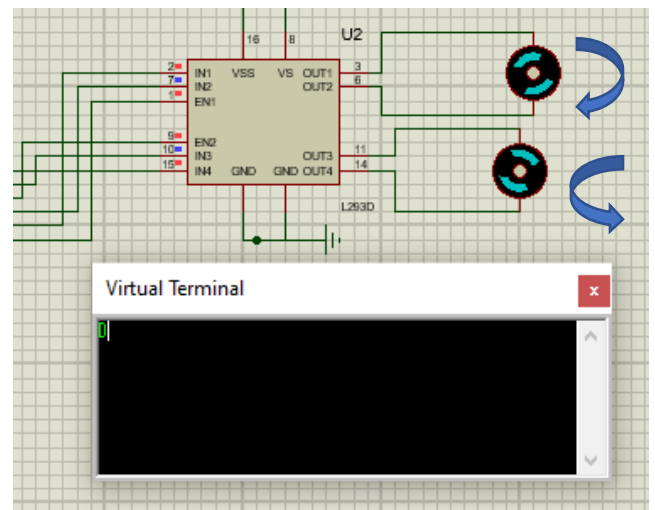 U2
16 8
2 IN1 VSS VS OUT1 3
7 IN2 OUT2 6
1 EN1
9 EN2
10 IN3 OUT3 11
15 IN4 GND GND OUT4 14
L293D
Virtual Terminal
x
D